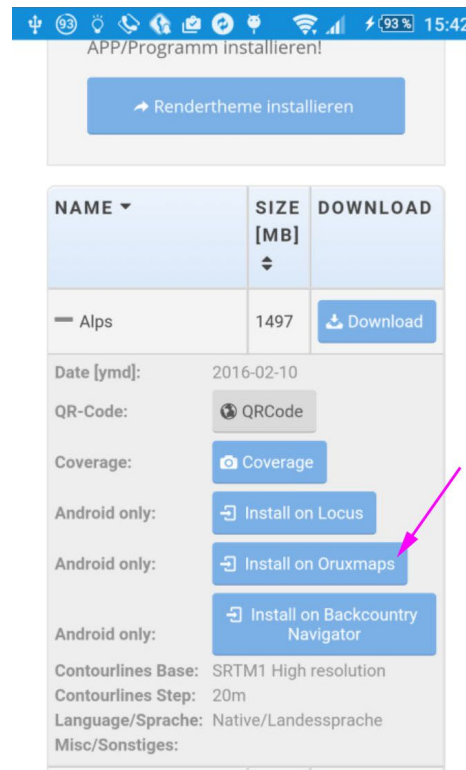 93 93% 15:42
APP/Programm installieren!
Rendertheme installieren
NAME SIZE DOWNLOAD
[MB]
Alps 1497 Download
Date [ymd]: 2016-02-10
QR-Code: QRCode
Coverage: Coverage
Android only: Install on Locus
Android only: Install on Oruxmaps
Install on Backcountry
Android only: Navigator
Contourlines Base: SRTM1 High resolution
Contourlines Step: 20m
Language/Sprache: Native/Landessprache
Misc/Sonstiges: